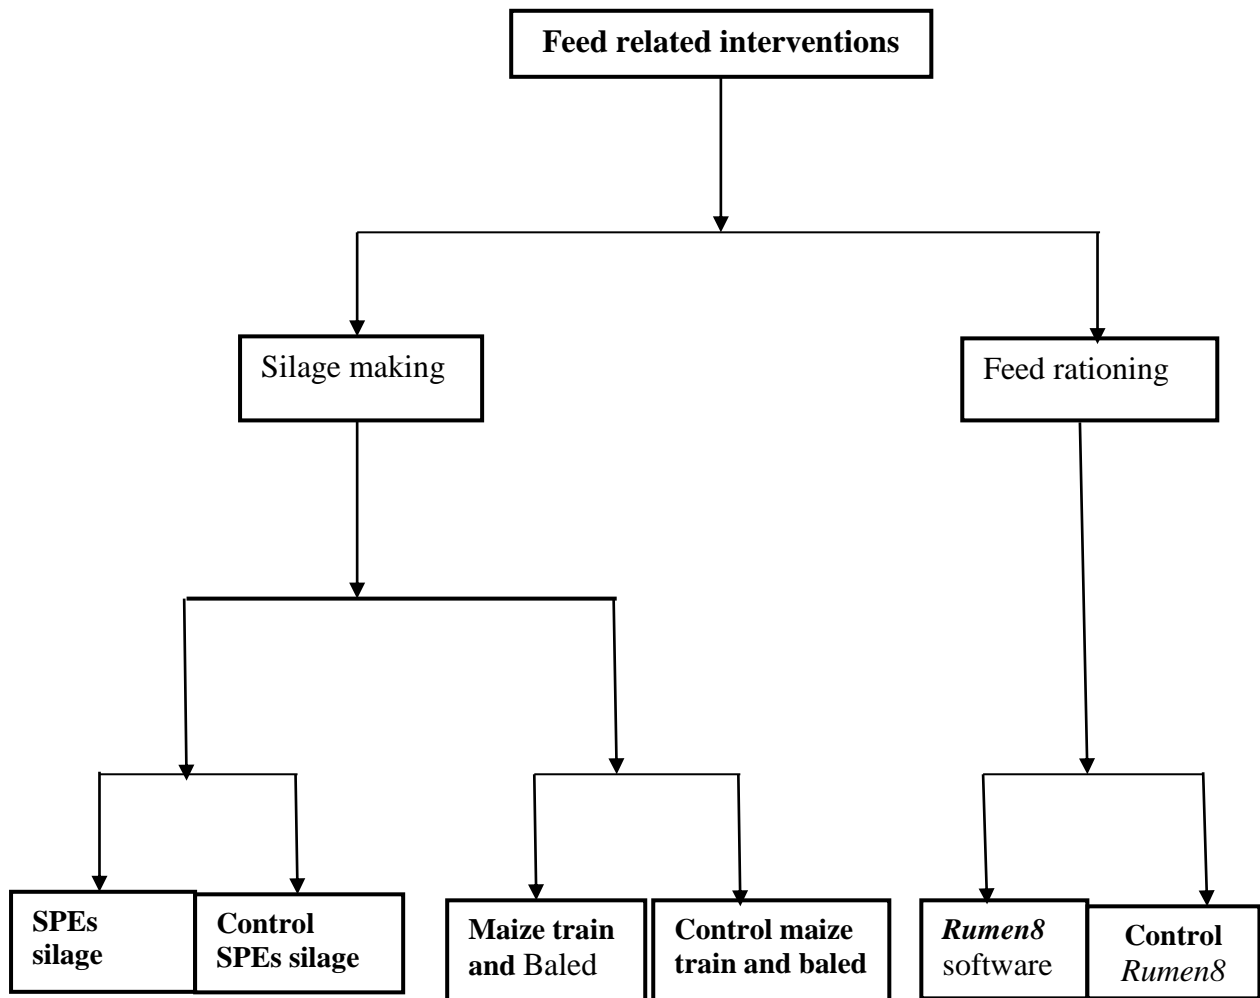 Feed related interventions
Silage making
Feed rationing
SPEs
silage
Control
SPEs silage
Maize train
and Baled
Control maize
train and baled
Rumen8
software
Control
Rumen8